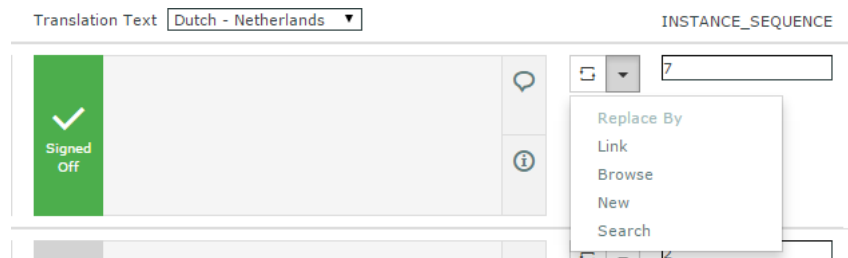 Translation Text Dutch - Netherlands INSTANCE_SEQUENCE
7
Signed
Off
Replace By
Link
Browse
New
Search